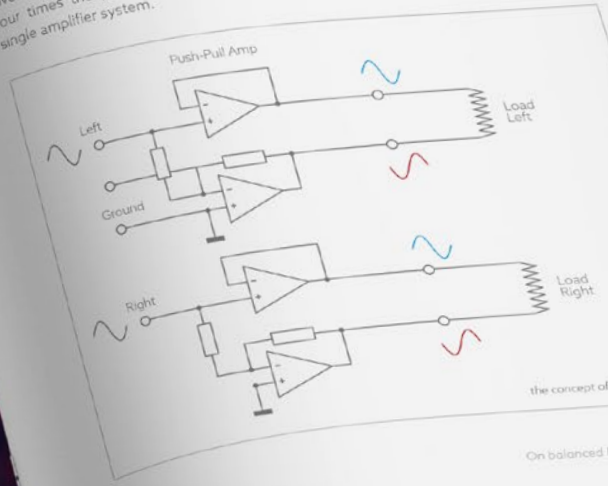 our times
single amplifier system.
Push-Pull Amp
Left
Load
Left
Ground
Right
Load
Right
the concept of
On balanced